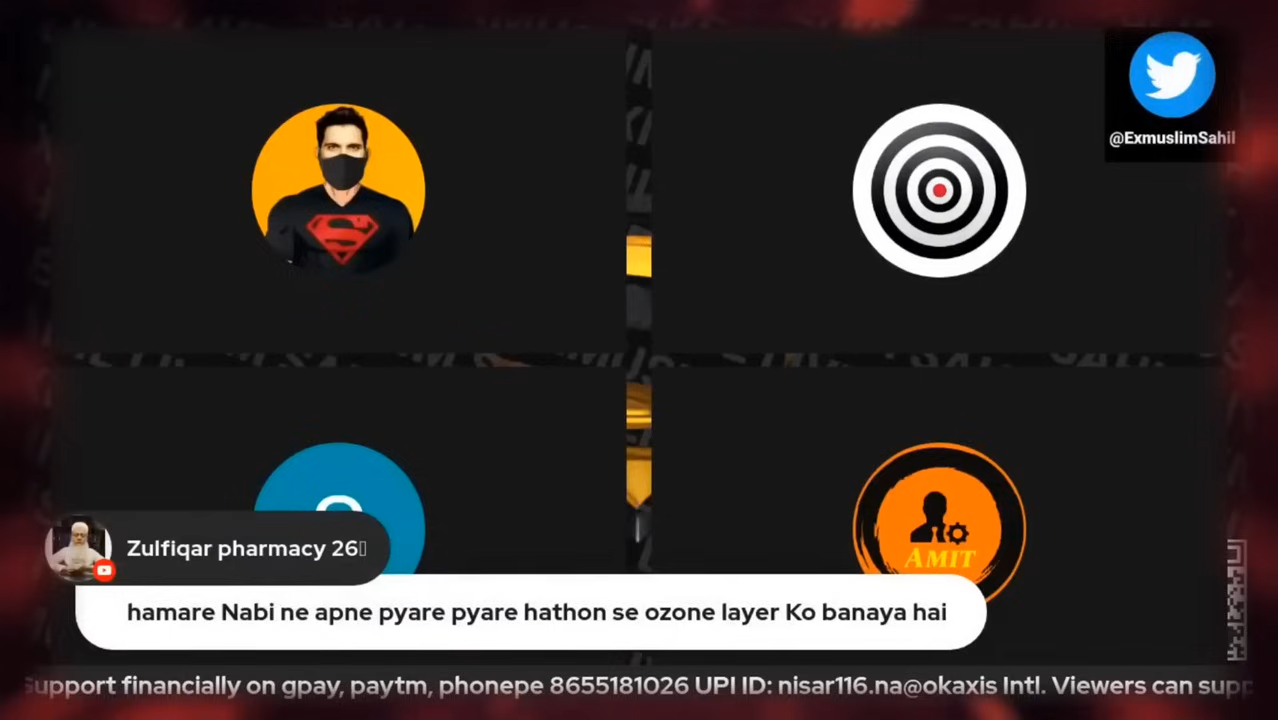 @ExmuslimSahil
AMIT
Zulfiqar pharmacy 26
hamare Nabi ne apne pyare pyare hathon se ozone layer Ko banaya hai
Support financially on gpay, paytm, phonepe 8655181026 UPI ID: nisar116.na@okaxis Intl. Viewers can